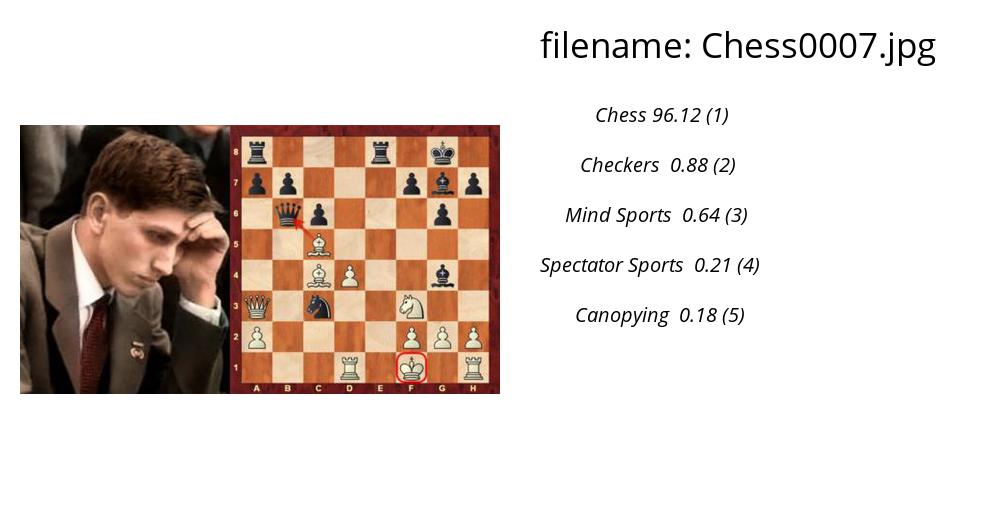 filename: Chess0007.jpg
Chess 96.12 (1)
Checkers 0.88 (2)
Mind Sports 0.64 (3)
Spectator Sports 0.21 (4)
Canopying 0.18 (5)
8
7
6
5
4
3
2
1
A B C D E F G H